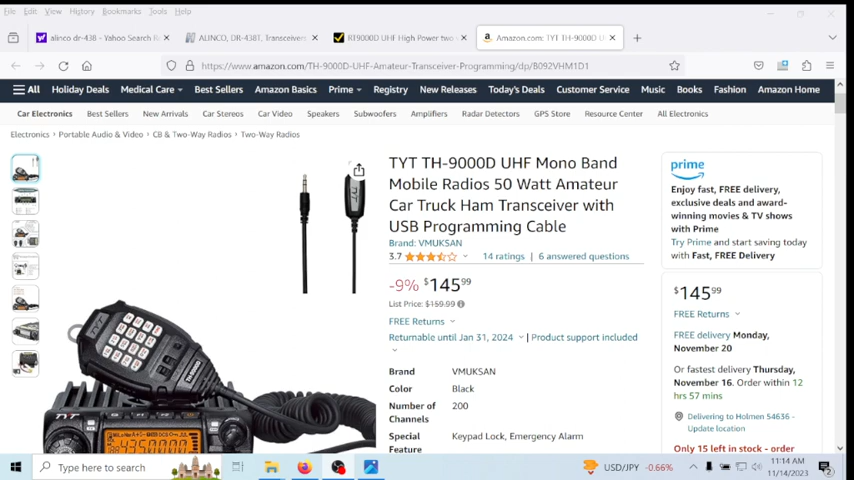 File Edit View History Bookmarks Tools Help
alinco dr-438 - Yahoo Search R
ALINCO, DR-438T, Transceivers
RT9000D UHF High Power two
Amazon.com: TYT TH-9000D U
https://www.amazon.com/TH-9000D-UHF-Amateur-Transceiver-Programming/dp/B092VHM1D1
All Holiday Deals Medical Care Best Sellers Amazon Basics Prime Registry New Releases Today's Deals Customer Service Music Books Fashion Amazon Home
Car Electronics Best Sellers New Arrivals Car Stereos Car Video Speakers Subwoofers Amplifiers Radar Detectors GPS Store Resource Center All Electronics
Electronics › Portable Audio & Video › CB & Two-Way Radios › Two-Way Radios
TYT TH-9000D UHF Mono Band
Mobile Radios 50 Watt Amateur
Car Truck Ham Transceiver with
USB Programming Cable
Brand: VMUKSAN
3.7 14 ratings | 6 answered questions
-9% $145 99
List Price: $159.99
FREE Returns
Returnable until Jan 31, 2024 | Product support included
Brand VMUKSAN
Color Black
Number of Channels 200
Special Feature Keypad Lock, Emergency Alarm
prime
Enjoy fast, FREE delivery,
exclusive deals and award-
winning movies & TV shows
with Prime
Try Prime and start saving today
with Fast, FREE Delivery
$145 99
FREE Returns
FREE delivery Monday,
November 20
Or fastest delivery Thursday,
November 16. Order within 12
hrs 57 mins
Delivering to Holmen 54636 -
Update location
Only 15 left in stock - order
TYT
TYT
TH-9000D
TYT
Type here to search
USD/JPY -0.66%
11:14 AM
11/14/2023
2